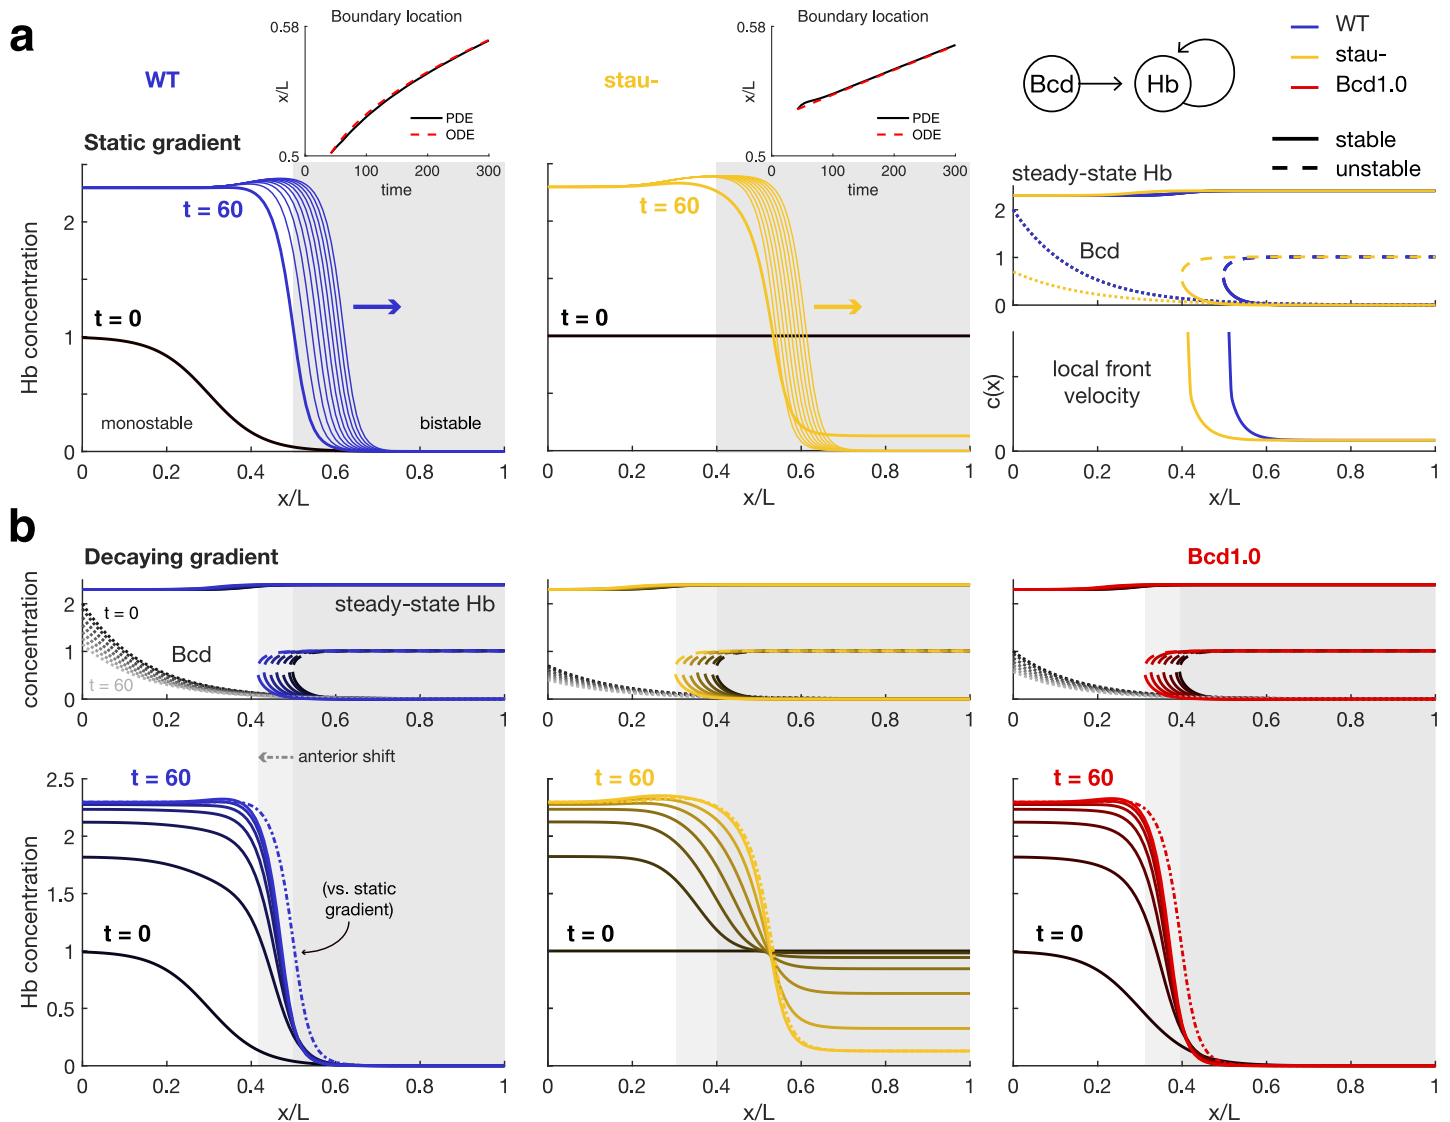 a
WT
Boundary location
0.58
x/L
PDE
ODE
0.5
0 100 200 300
time
stau-
Boundary location
0.58
x/L
PDE
ODE
0.5
0 100 200 300
time
Bcd
Hb
WT
stau-
Bcd1.0
stable
unstable
Static gradient
Hb concentration
2
1
0
t = 60
t = 0
monostable
bistable
0 0.2 0.4 0.6 0.8 1
x/L
t = 60
t = 0
0 0.2 0.4 0.6 0.8 1
x/L
steady-state Hb
2
1
0
Bcd
c(x)
local front
velocity
0 0.2 0.4 0.6 0.8 1
x/L
b
Decaying gradient
concentration
2
1
0
t = 0
Bcd
t = 60
steady-state Hb
0 0.2 0.4 0.6 0.8 1
0 0.2 0.4 0.6 0.8 1
Bcd1.0
0 0.2 0.4 0.6 0.8 1
anterior shift
Hb concentration
2.5
2
1.5
1
0.5
0
t = 60
t = 0
(vs. static
gradient)
0 0.2 0.4 0.6 0.8 1
x/L
t = 60
t = 0
0 0.2 0.4 0.6 0.8 1
x/L
t = 60
t = 0
0 0.2 0.4 0.6 0.8 1
x/L